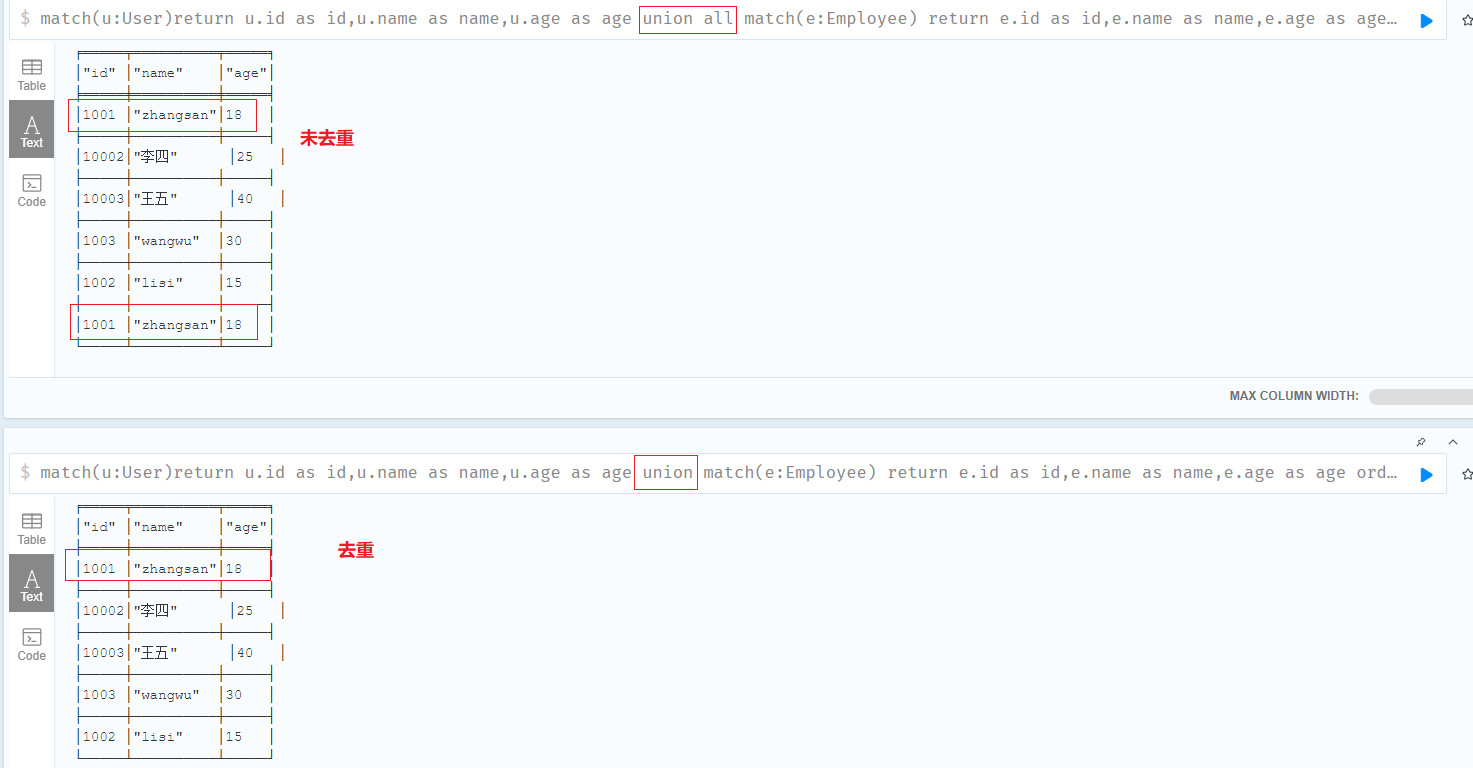 $ match(u:User)return u.id as id,u.name as name,u.age as age union all match(e:Employee) return e.id as id,e.name as name,e.age as age…
Table
Text
Code
"id" "name" "age"
1001 "zhangsan" 18
未去重
10002 "李四" 25
10003 "王五" 40
1003 "wangwu" 30
1002 "lisi" 15
1001 "zhangsan" 18
MAX COLUMN WIDTH:
$ match(u:User)return u.id as id,u.name as name,u.age as age union match(e:Employee) return e.id as id,e.name as name,e.age as age ord…
Table
Text
Code
"id" "name" "age"
去重
1001 "zhangsan" 18
10002 "李四" 25
10003 "王五" 40
1003 "wangwu" 30
1002 "lisi" 15